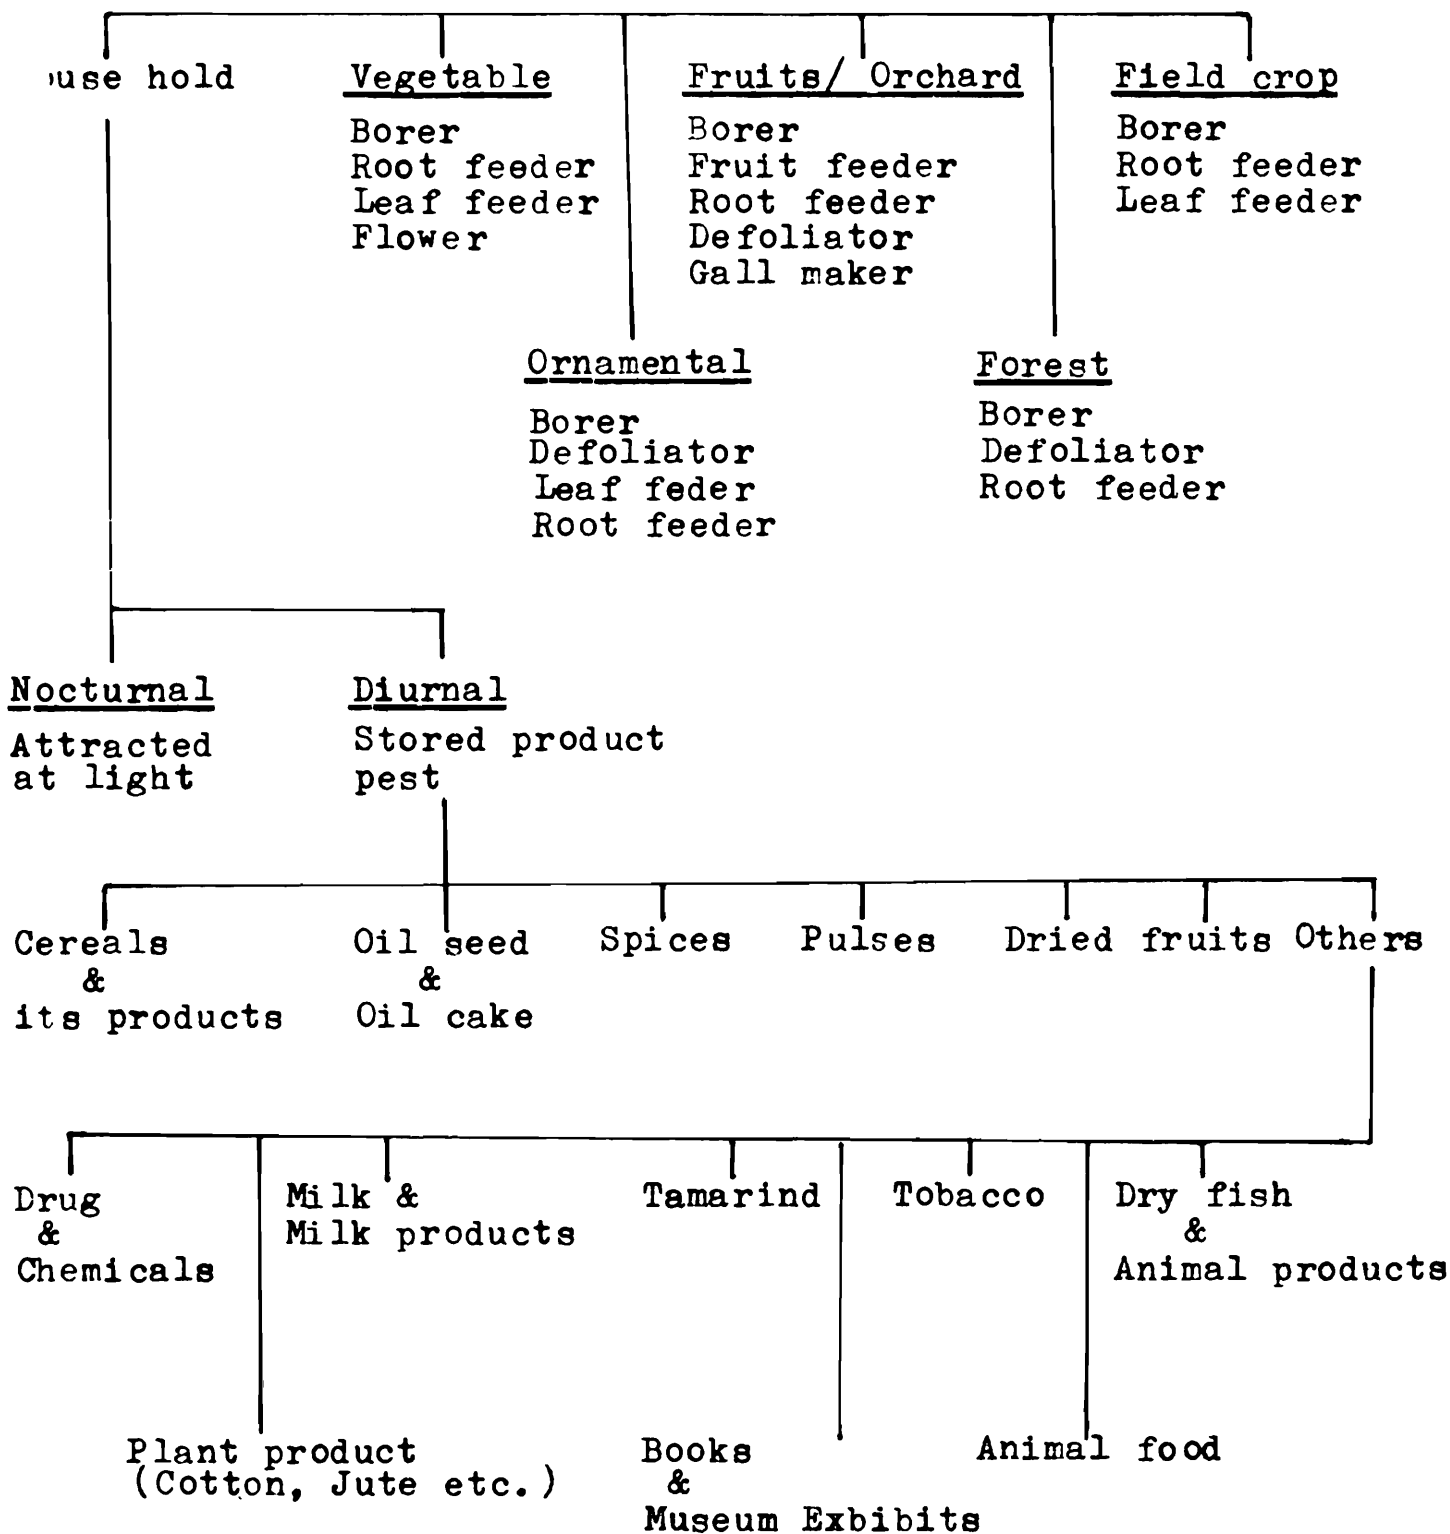 hold
Vegetable
Borer
Root feeder
Leaf feeder
Flower
Fruits/ Orchard
Borer
Fruit feeder
Root feeder
Defoliator
Gall maker
Field crop
Borer
Root feeder
Leaf feeder
Ornamental
Borer
Defoliator
Leaf feder
Root feeder
Forest
Borer
Defoliator
Root feeder
Nocturnal
Attracted
at light
Diurnal
Stored product
pest
Cereals
&
its products
Oil seed
&
Oil cake
Spices
Pulses
Dried fruits
Others
Drug
&
Chemicals
Milk &
Milk products
Tamarind
Tobacco
Dry fish
&
Animal products
Plant product
(Cotton, Jute etc.)
Books
&
Museum Exbibits
Animal food